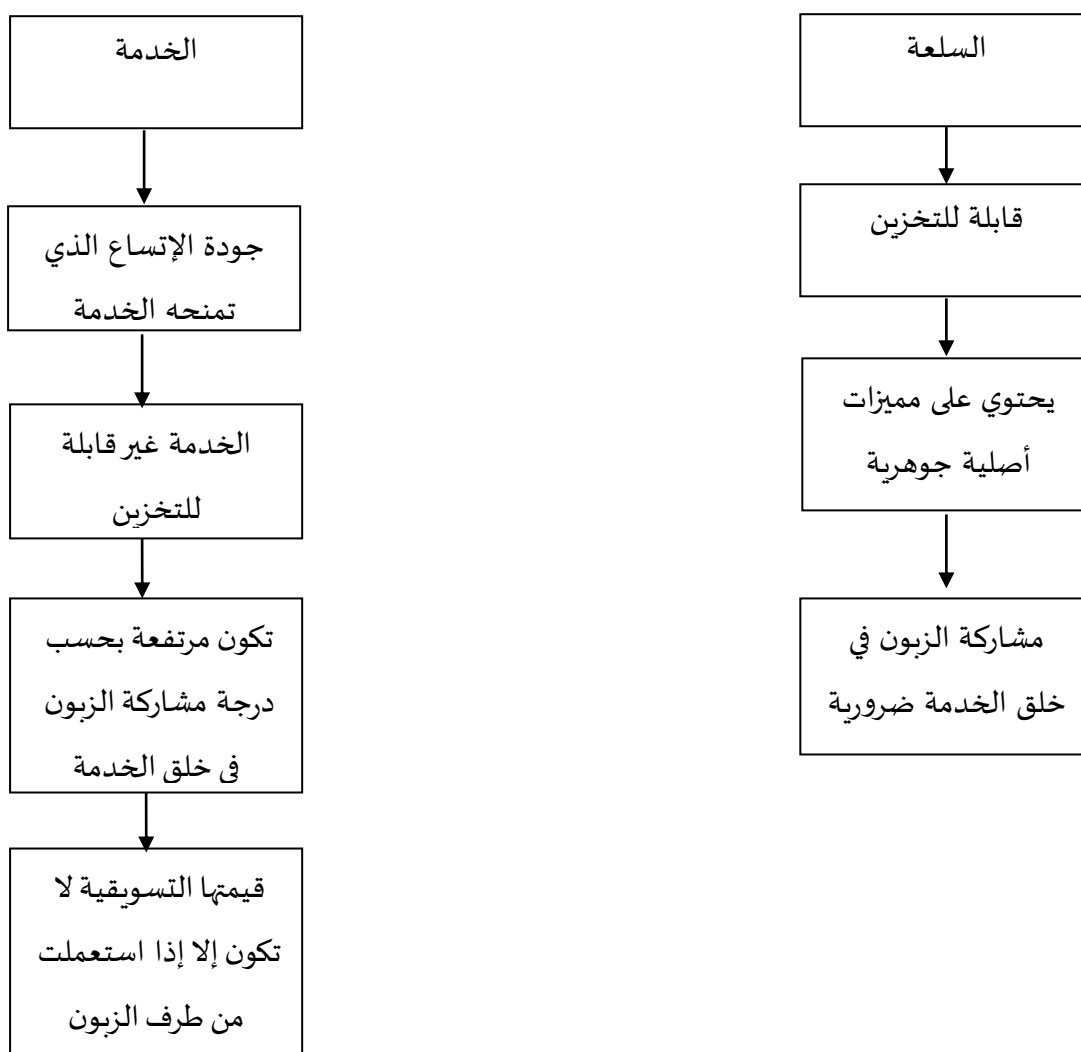 السلعة
قابلة للتخزين
يحتوي على مميزات
أصلية جوهرية
مشاركة الزبون في
خلق الخدمة ضرورية
الخدمة
جودة الإتساع الذي
تمنحه الخدمة
الخدمة غير قابلة
للتخزين
تكون مرتفعة بحسب
درجة مشاركة الزبون
في خلق الخدمة
قيمتها التسويقية لا
تكون إلا إذا استعملت
من طرف الزبون